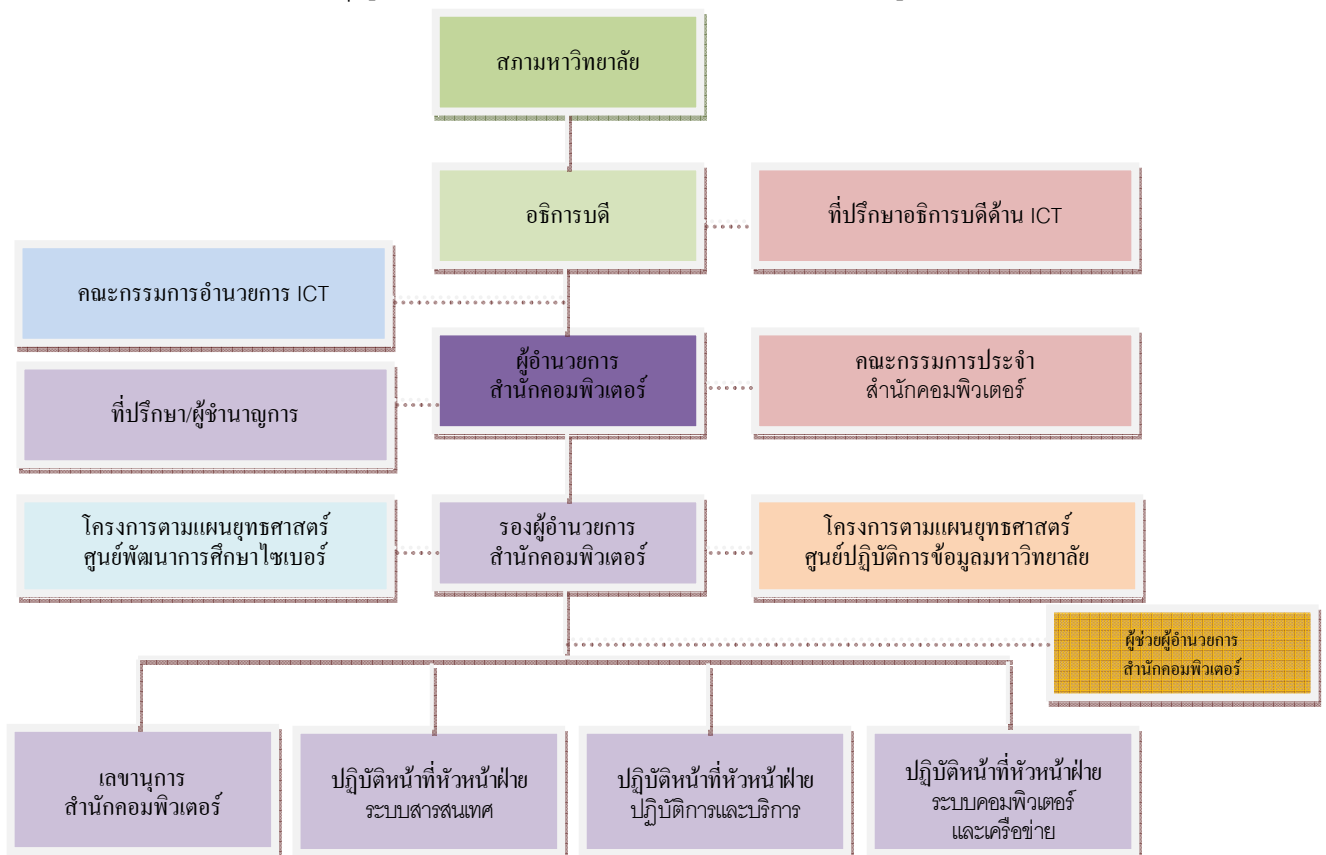 สภามหาวิทยาลัย
อธิการบดี
ที่ปรึกษาอธิการบดีด้าน ICT
คณะกรรมการอำนวยการ ICT
ผู้อำนวยการ
สำนักคอมพิวเตอร์
คณะกรรมการประจำ
สำนักคอมพิวเตอร์
ที่ปรึกษา/ผู้ชำนาญการ
โครงการตามแผนยุทธศาสตร์
ศูนย์พัฒนาการศึกษาไซเบอร์
รองผู้อำนวยการ
สำนักคอมพิวเตอร์
โครงการตามแผนยุทธศาสตร์
ศูนย์ปฏิบัติการข้อมูลมหาวิทยาลัย
ผู้ช่วยผู้อำนวยการ
สำนักคอมพิวเตอร์
เลขานุการ
สำนักคอมพิวเตอร์
ปฏิบัติหน้าที่หัวหน้าฝ่าย
ระบบสารสนเทศ
ปฏิบัติหน้าที่หัวหน้าฝ่าย
ปฏิบัติการและบริการ
ปฏิบัติหน้าที่หัวหน้าฝ่าย
ระบบคอมพิวเตอร์
และเครือข่าย